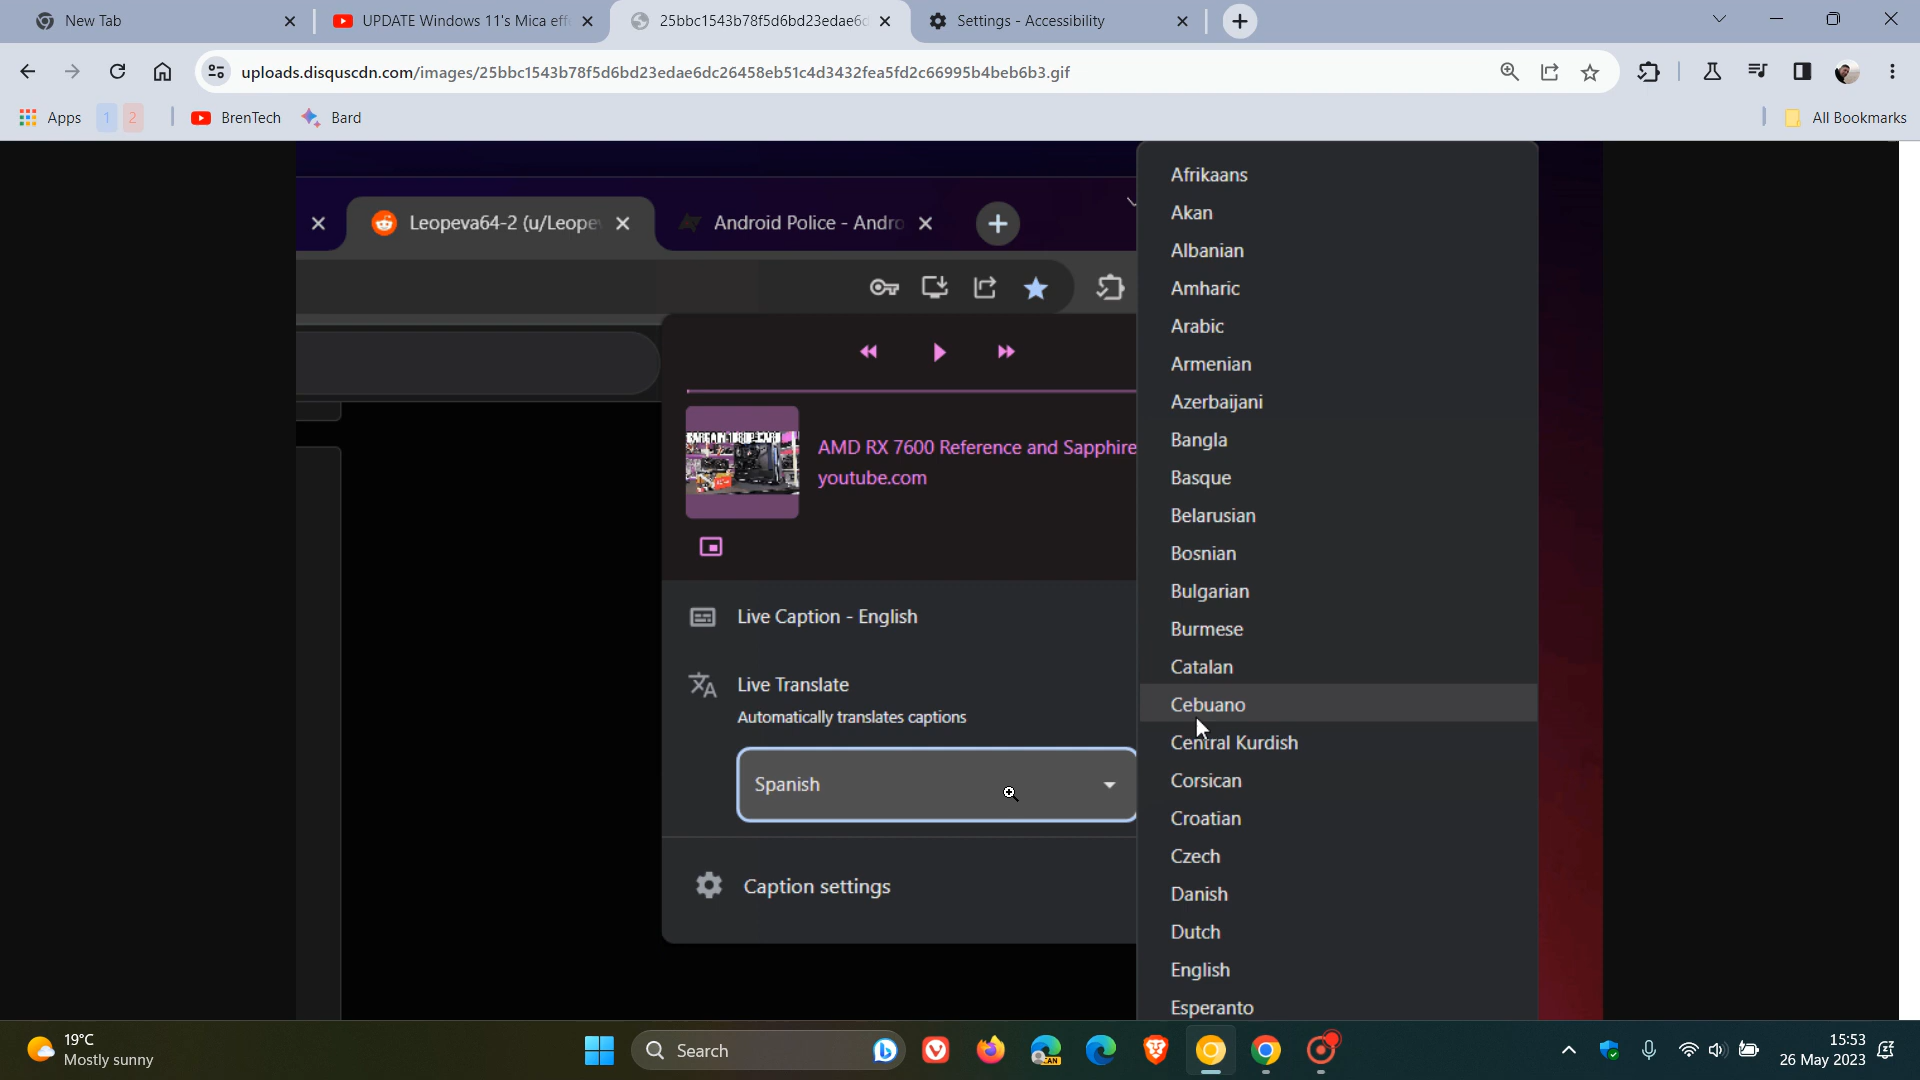 New Tab
UPDATE Windows 11's Mica eff
25bbc1543b78f5d6bd23edae6d
Settings - Accessibility
uploads.disquscdn.com/images/25bbc1543b78f5d6bd23edae6dc26458eb51c4d3432fea5fd2c66995b4beb6b3.gif
Apps
1
2
BrenTech
Bard
All Bookmarks
Leopeva64-2 (u/Leopev
Android Police - Andro
AMD RX 7600 Reference and Sapphire
youtube.com
Live Caption - English
Live Translate
Automatically translates captions
Spanish
Caption settings
Afrikaans
Akan
Albanian
Amharic
Arabic
Armenian
Azerbaijani
Bangla
Basque
Belarusian
Bosnian
Bulgarian
Burmese
Catalan
Cebuano
Central Kurdish
Corsican
Croatian
Czech
Danish
Dutch
English
Esperanto
19°C
Mostly sunny
Search
CAN
15:53
26 May 2023